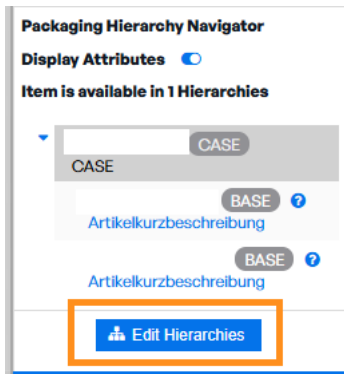 Packaging Hierarchy Navigator
Display Attributes
Item is available in 1 Hierarchies
CASE
CASE
BASE ?
Artikelkurzbeschreibung
BASE ?
Artikelkurzbeschreibung
Edit Hierarchies